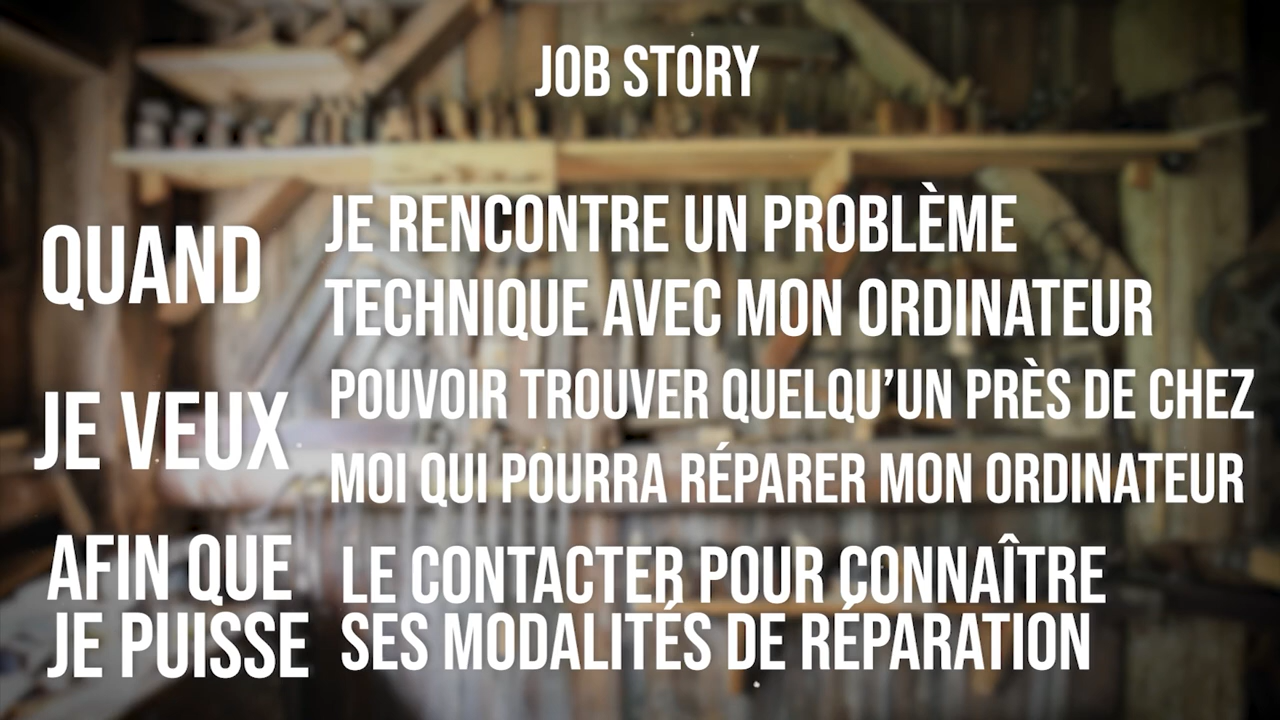 JOB STORY
QUAND
JE RENCONTRE UN PROBLÈME
TECHNIQUE AVEC MON ORDINATEUR
JE VEUX
POUVOIR TROUVER QUELQU’UN PRÈS DE CHEZ
MOI QUI POURRA RÉPARER MON ORDINATEUR
AFIN QUE
JE PUISSE
LE CONTACTER POUR CONNAÎTRE
SES MODALITÉS DE RÉPARATION